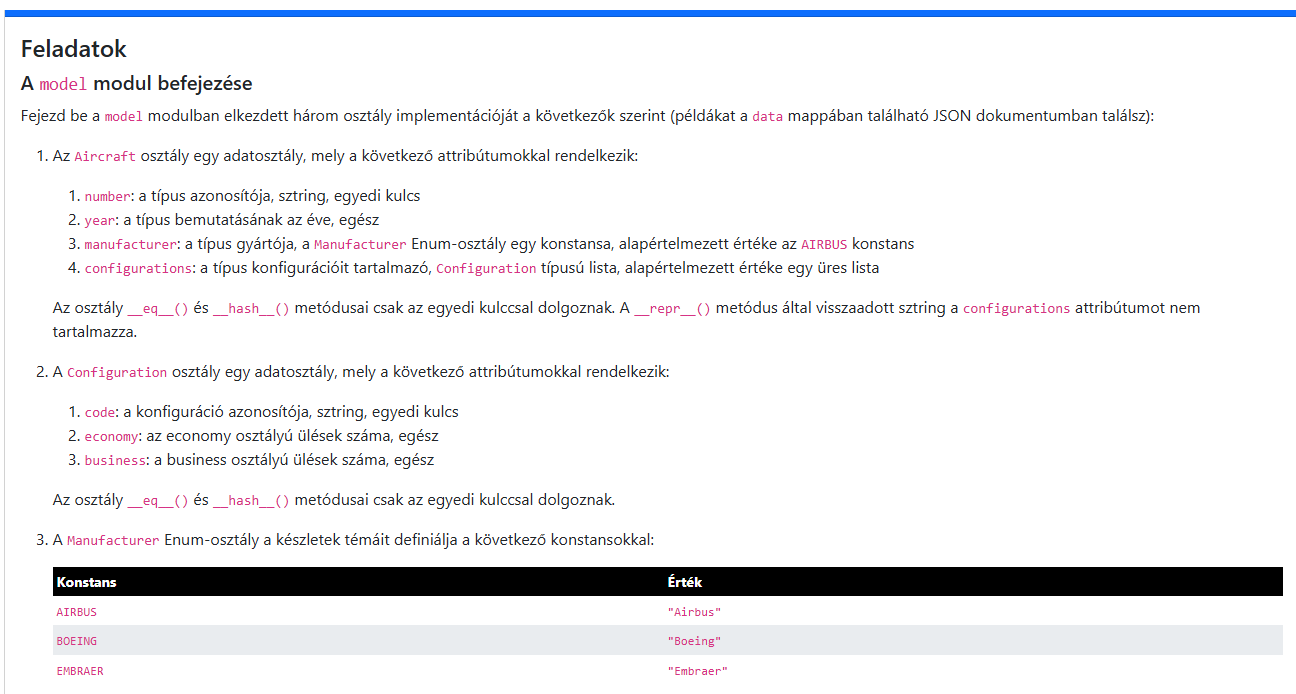 Feladatok
A model modul befejezése
Fejezd be a model modulban elkezdett három osztály implementációját a következők szerint (példákat a data mappában található JSON dokumentumban találsz):
1. Az Aircraft osztály egy adatosztály, mely a következő attribútumokkal rendelkezik:
1. number: a típus azonosítója, sztring, egyedi kulcs
2. year: a típus bemutatásának az éve, egész
3. manufacturer: a típus gyártója, a Manufacturer Enum-osztály egy konstansa, alapértelmezett értéke az AIRBUS konstans
4. configurations: a típus konfigurációit tartalmazó, Configuration típusú lista, alapértelmezett értéke egy üres lista
Az osztály __eq__() és __hash__() metódusai csak az egyedi kulccsal dolgoznak. A __repr__() metódus által visszaadott sztring a configurations attribútumot nem
tartalmazza.
2. A Configuration osztály egy adatosztály, mely a következő attribútumokkal rendelkezik:
1. code: a konfiguráció azonosítója, sztring, egyedi kulcs
2. economy: az economy osztályú ülések száma, egész
3. business: a business osztályú ülések száma, egész
Az osztály __eq__() és __hash__() metódusai csak az egyedi kulccsal dolgoznak.
3. A Manufacturer Enum-osztály a készletek témáit definiálja a következő konstansokkal:
Konstans Érték
AIRBUS "Airbus"
BOEING "Boeing"
EMBRAER "Embraer"